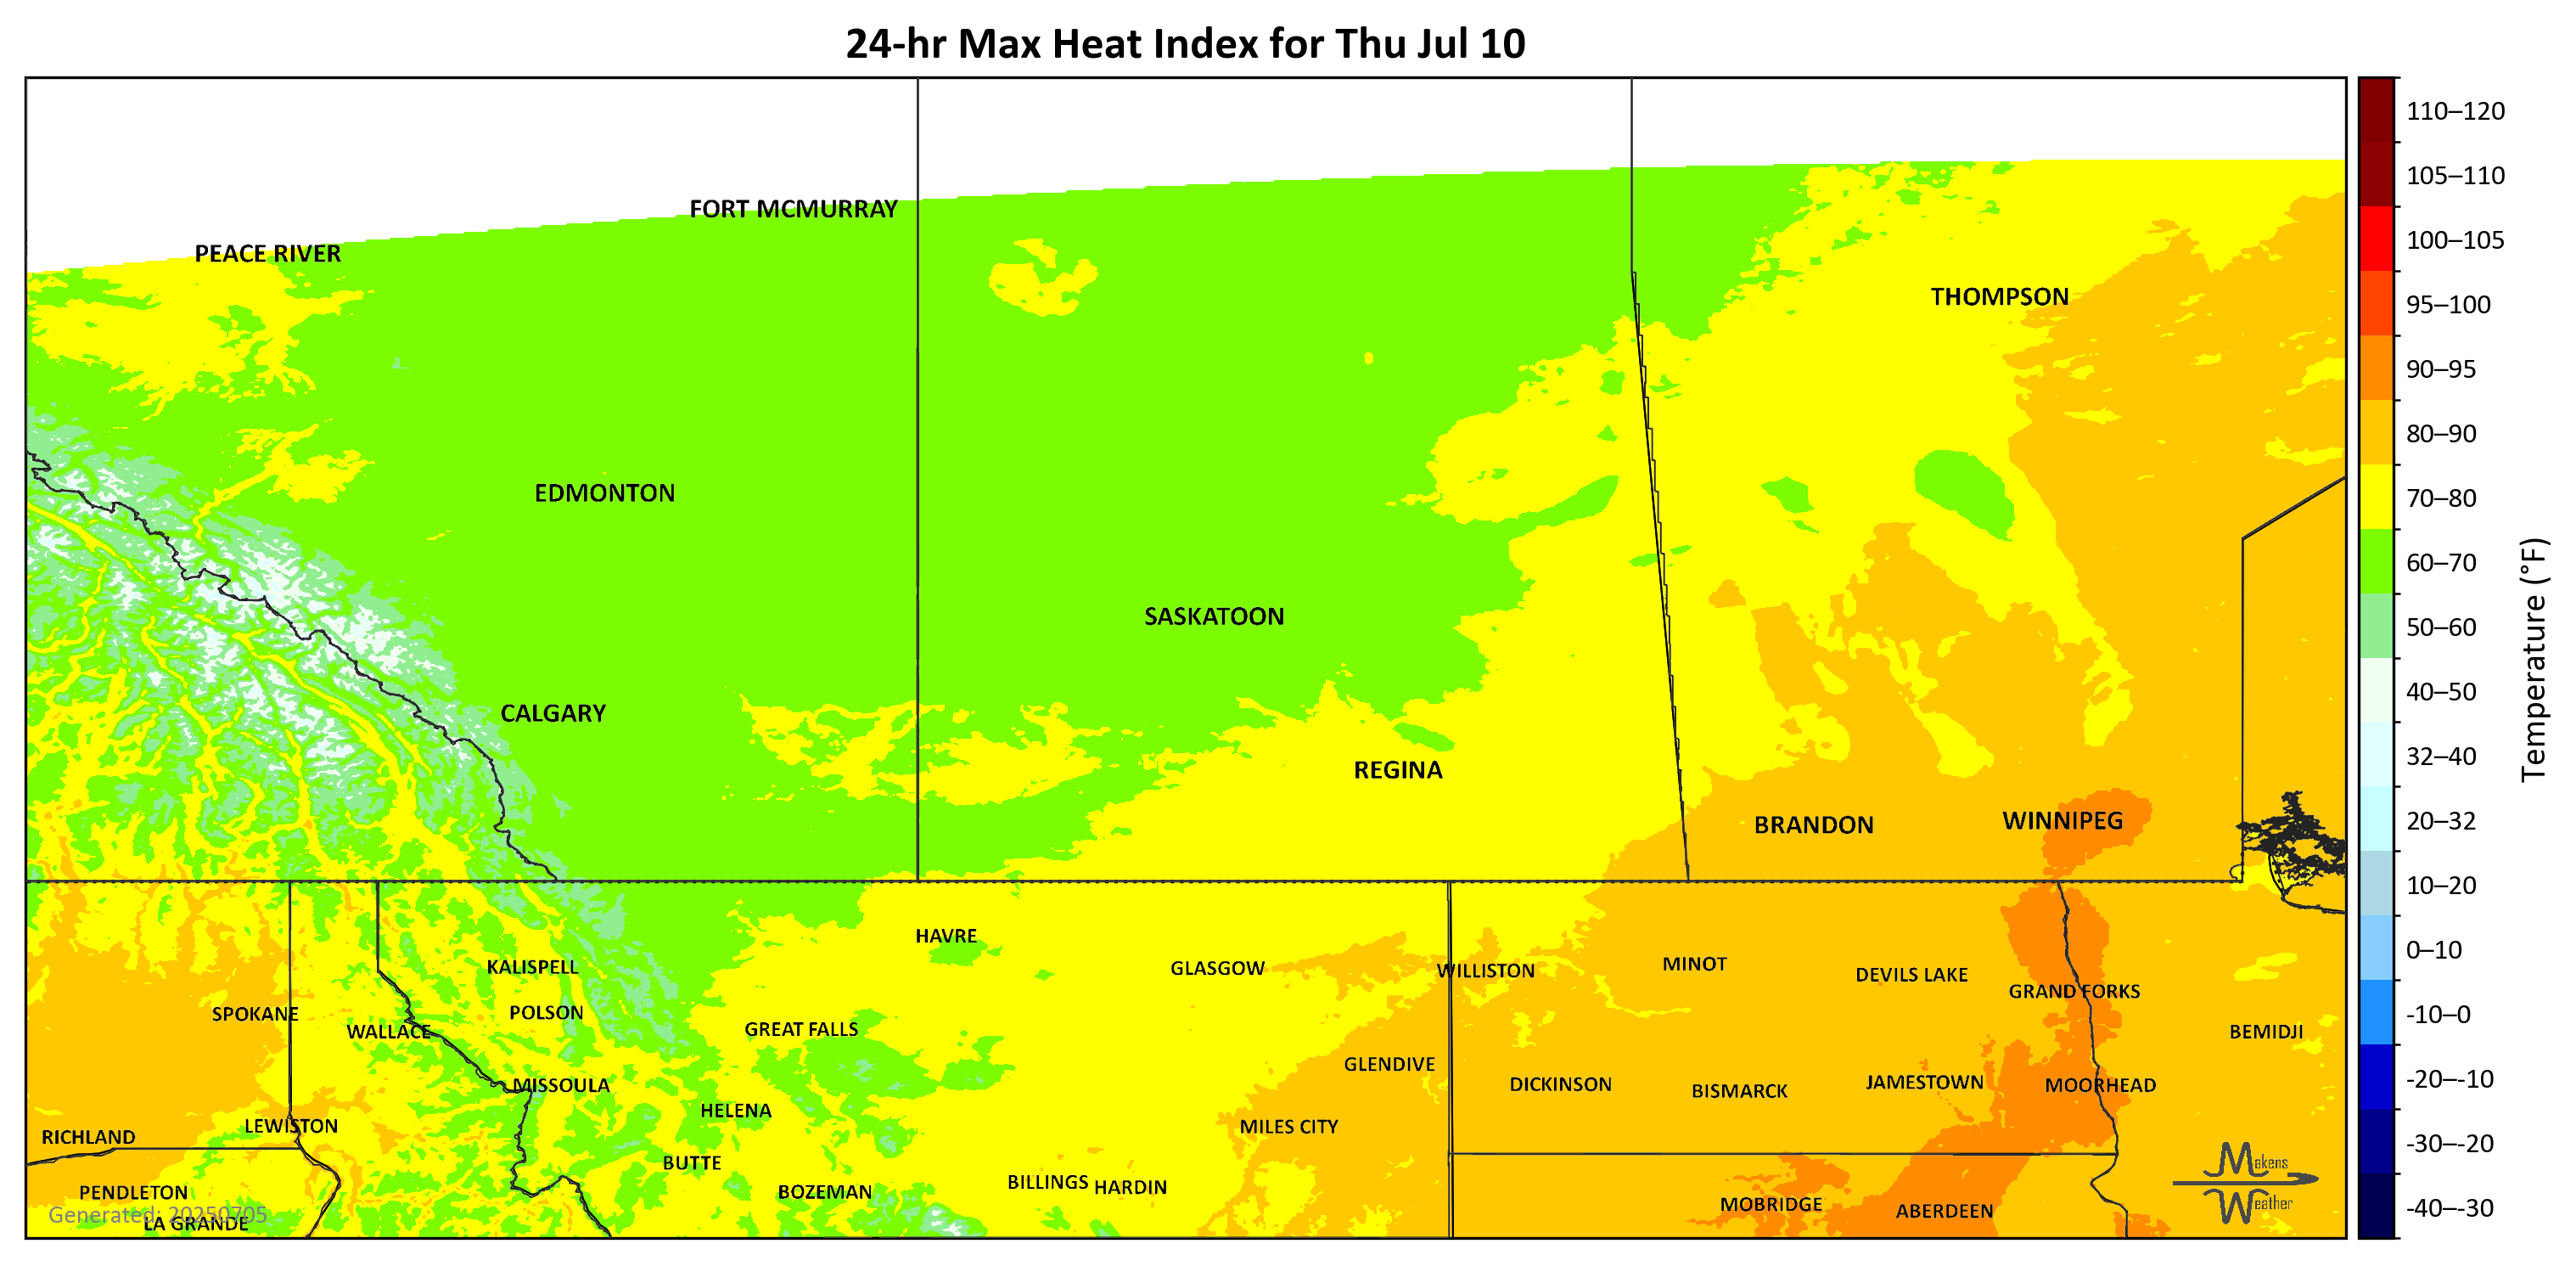 24-hr Max Heat Index for Thu Jul 10
FORT MCMURRAY
PEACE RIVER
THOMPSON
EDMONTON
SASKATOON
CALGARY
REGINA
BRANDON
WINNIPEG
HAVRE
KALISPELL
GLASGOW
WILLISTON
MINOT
DEVILS LAKE
GRAND FORKS
SPOKANE
POLSON
WALLACE
GREAT FALLS
BEMIDJI
GLENDIVE
MISSOULA
DICKINSON
BISMARCK
JAMESTOWN
MOORHEAD
HELENA
LEWISTON
MILES CITY
RICHLAND
BUTTE
BILLINGS
HARDIN
PENDLETON
BOZEMAN
MOBRIDGE
ABERDEEN
LA GRANDE
Generated: 20250705
Makens
Weather
110–120
105–110
100–105
95–100
90–95
80–90
70–80
60–70
50–60
40–50
32–40
20–32
10–20
0–10
-10–0
-20–-10
-30–-20
-40–-30
Temperature (°F)